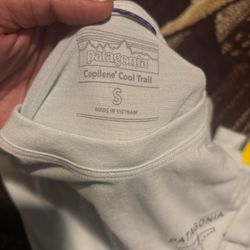 patagonia
Capilene® Cool Trail
S
MADE IN VIETNAM
PATAGONIA